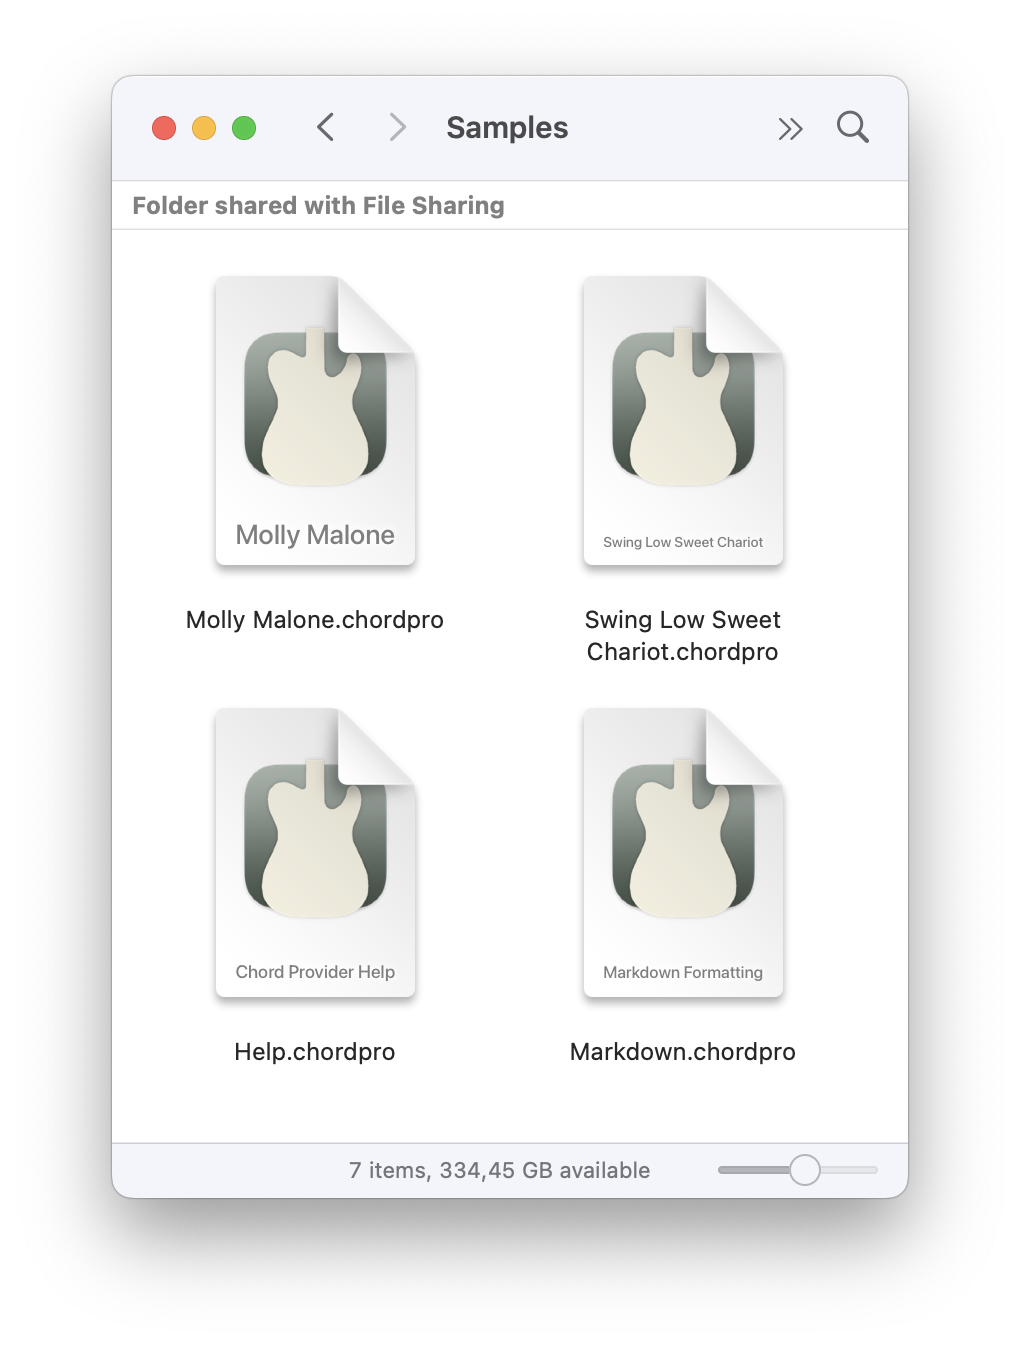 Samples
Folder shared with File Sharing
Molly Malone
Swing Low Sweet Chariot
Molly Malone.chordpro
Swing Low Sweet
Chariot.chordpro
Chord Provider Help
Markdown Formatting
Help.chordpro
Markdown.chordpro
7 items, 334,45 GB available